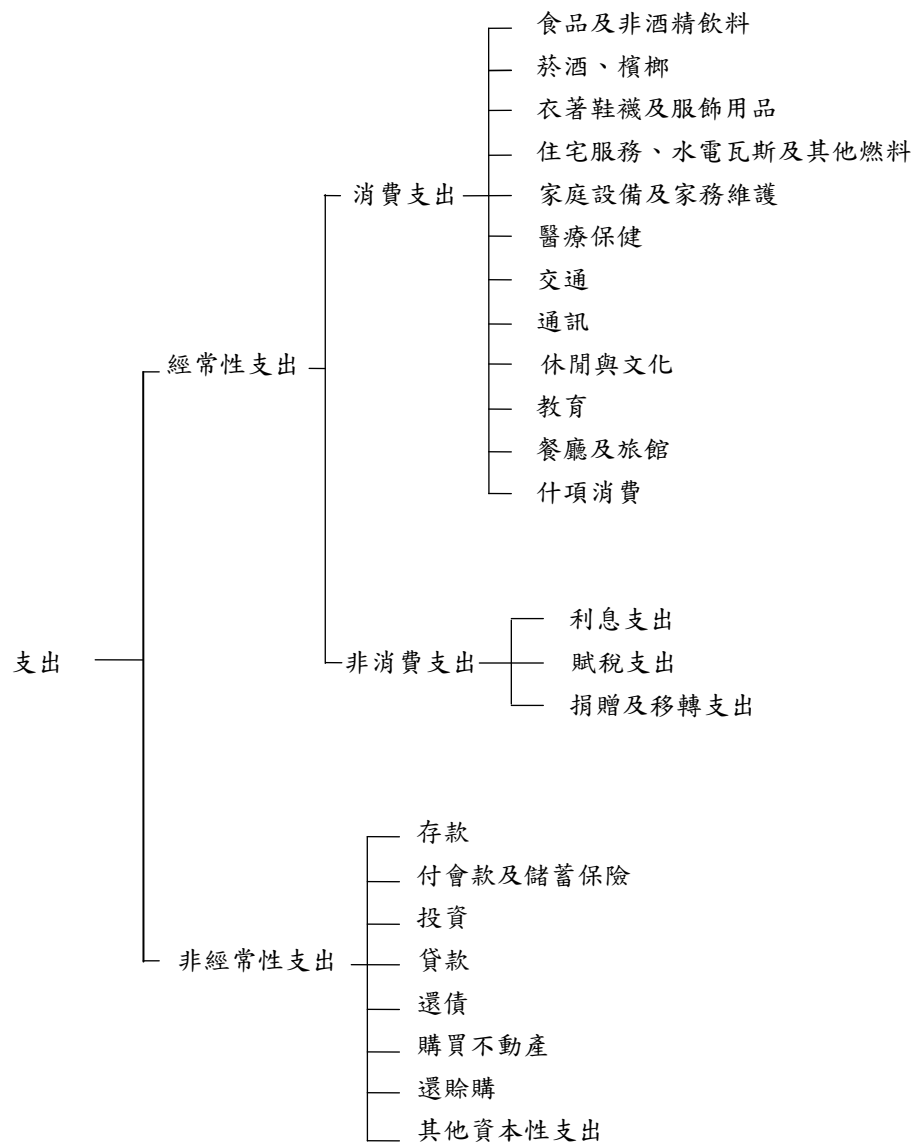 食品及非酒精飲料
菸酒、檳榔
衣著鞋襪及服飾用品
住宅服務、水電瓦斯及其他燃料
消費支出
家庭設備及家務維護
醫療保健
交通
通訊
經常性支出
休閒與文化
教育
餐廳及旅館
什項消費
利息支出
支出
非消費支出
賦稅支出
捐贈及移轉支出
存款
付會款及儲蓄保險
投資
非經常性支出
貸款
還債
購買不動產
還賒購
其他資本性支出